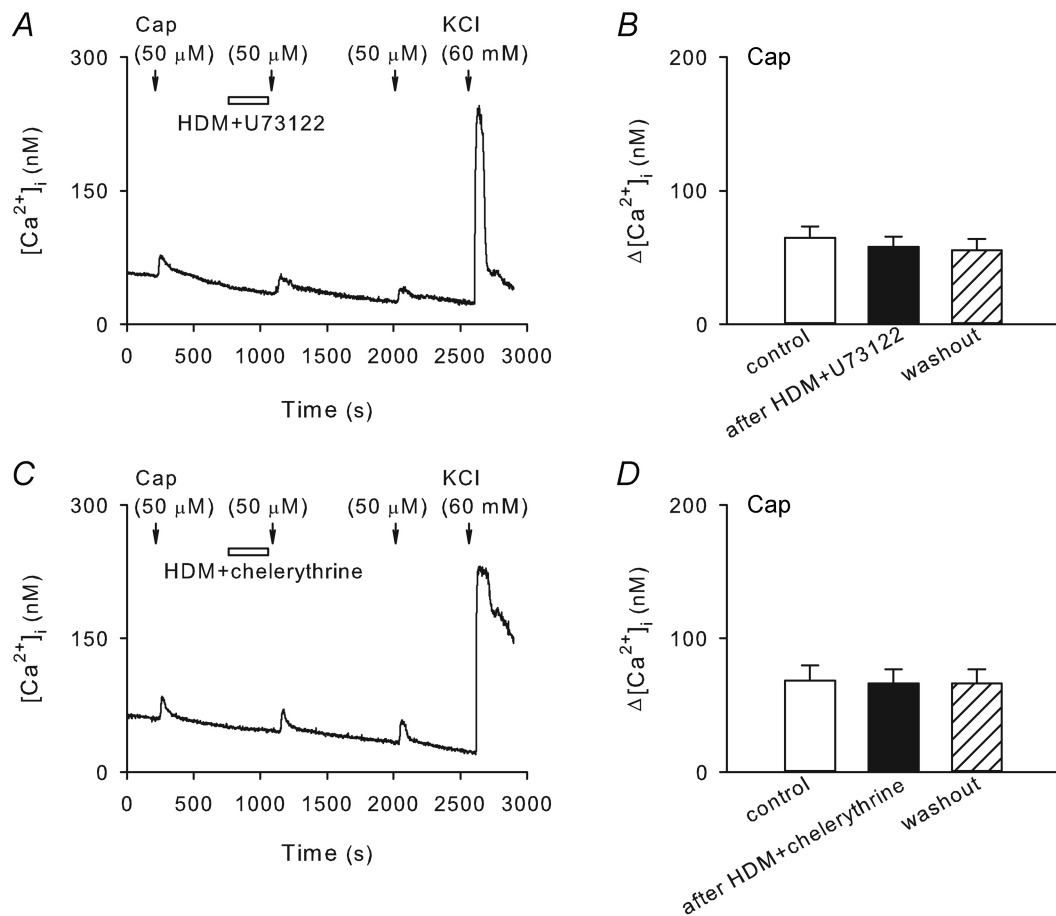 A
Cap
(50 μM) (50 μM) (50 μM)
KCl
(60 mM)
HDM+U73122
300
150
0
[Ca²⁺]ᵢ (nM)
0 500 1000 1500 2000 2500 3000
Time (s)
B
Cap
200
100
0
Δ[Ca²⁺]ᵢ (nM)
control
after HDM+U73122
washout
C
Cap
(50 μM) (50 μM) (50 μM)
KCl
(60 mM)
HDM+chelerythrine
300
150
0
[Ca²⁺]ᵢ (nM)
0 500 1000 1500 2000 2500 3000
Time (s)
D
Cap
200
100
0
Δ[Ca²⁺]ᵢ (nM)
control
after HDM+chelerythrine
washout